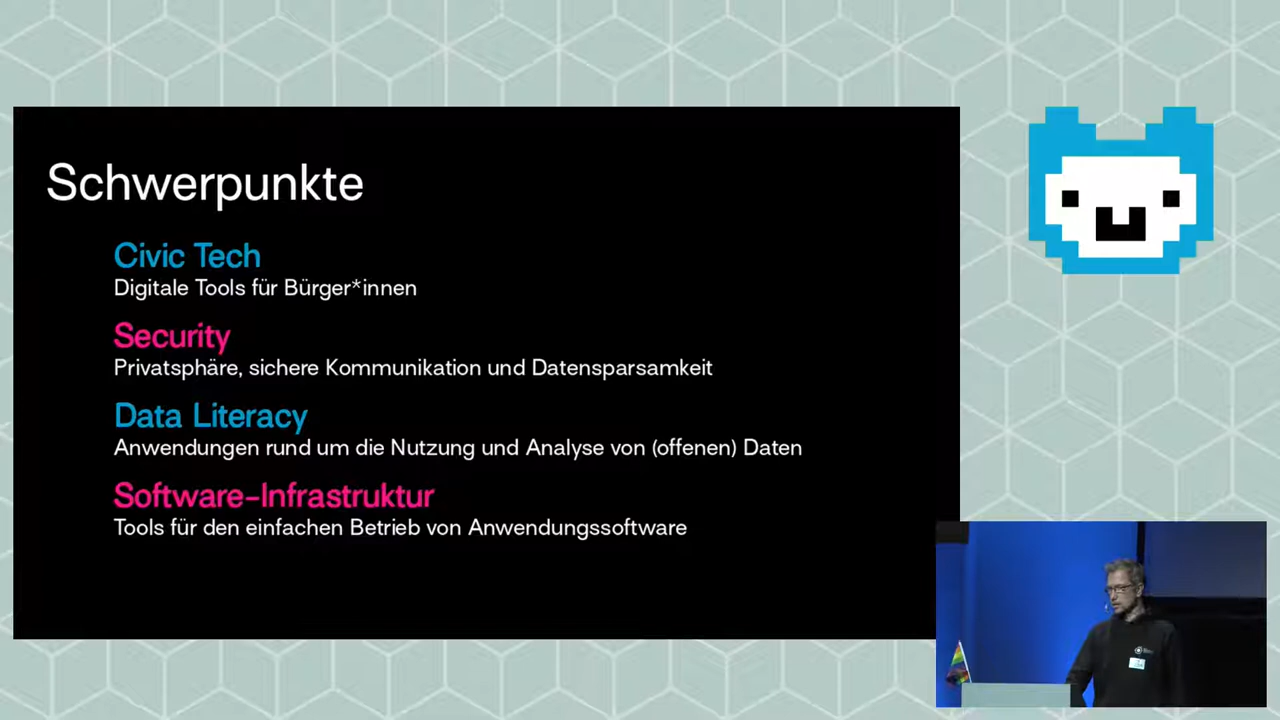 Schwerpunkte
Civic Tech
Digitale Tools für Bürger*innen
Security
Privatsphäre, sichere Kommunikation und Datensparsamkeit
Data Literacy
Anwendungen rund um die Nutzung und Analyse von (offenen) Daten
Software-Infrastruktur
Tools für den einfachen Betrieb von Anwendungssoftware